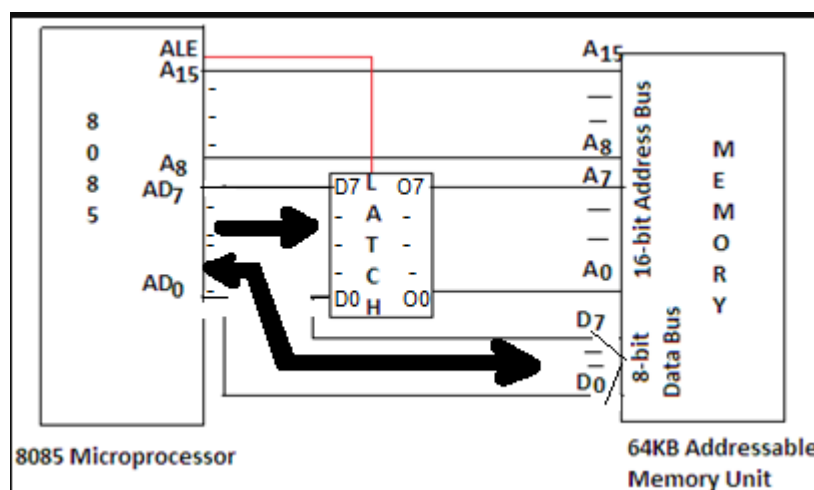 ALE
A15
A8
AD7
AD0
8
0
8
5
D7 L O7
A
T
C
D0 H O0
A15
A8
A7
A0
D7
D0
16-bit Address Bus
8-bit
Data Bus
M
E
M
O
R
Y
8085 Microprocessor
64KB Addressable
Memory Unit